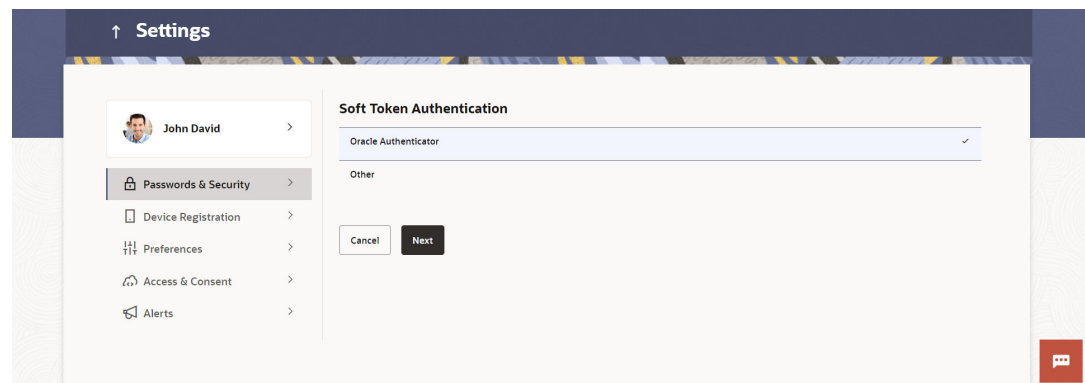 Settings
John David
Passwords & Security
Device Registration
Preferences
Access & Consent
Alerts
Soft Token Authentication
Oracle Authenticator
Other
Cancel
Next